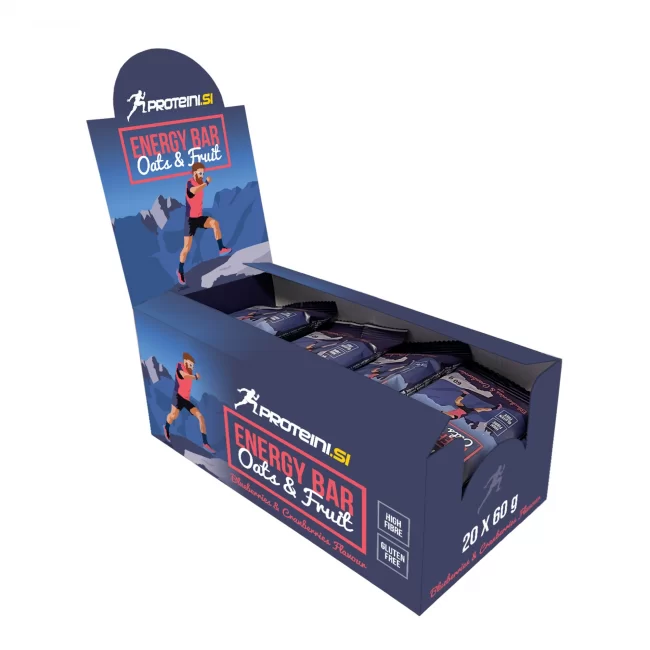 PROTEINI.SI
ENERGY BAR
Oats & Fruit
PROTEINI.SI
ENERGY BAR
Oats & Fruit
Blueberries & Cranberries Flavour
HIGH
FIBRE
GLUTEN
FREE
20 X 60 g
Blueberries & Cranberries Flavour